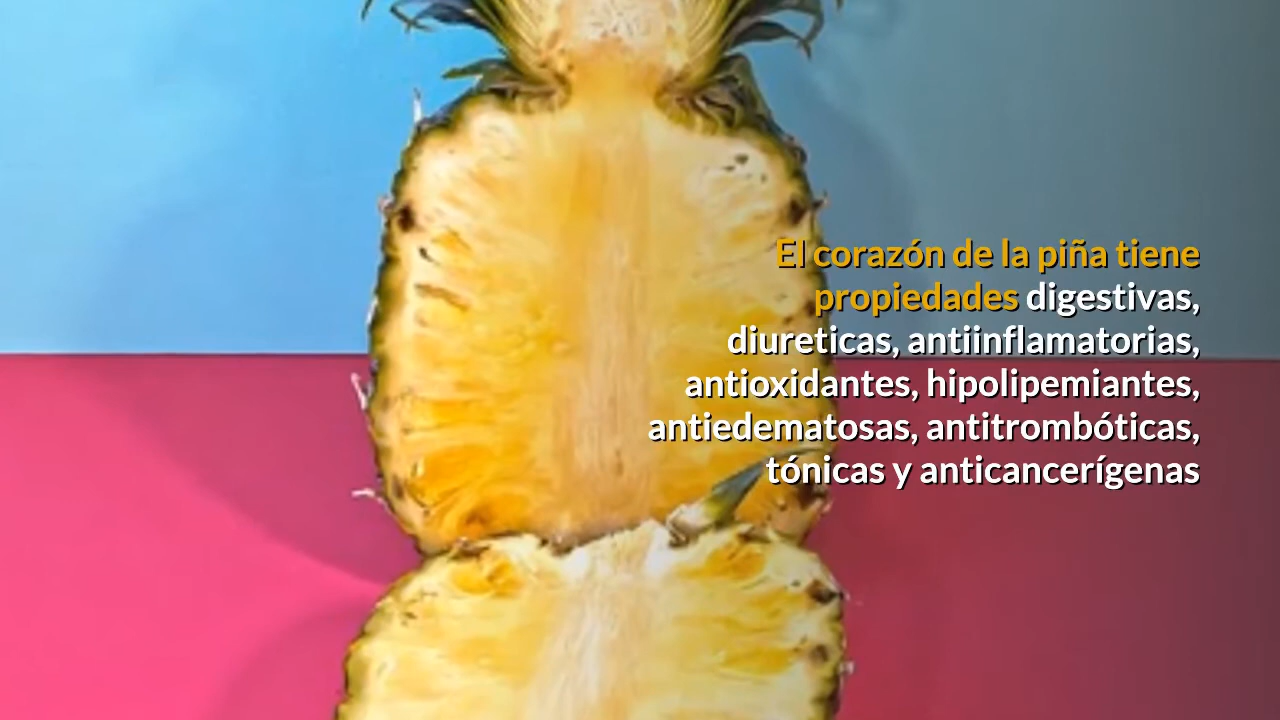 El corazón de la piña tiene
propiedades digestivas,
diureticas, antiinflamatorias,
antioxidantes, hipolipemiantes,
antiedematosas, antitrombóticas,
tónicas y anticancerígenas